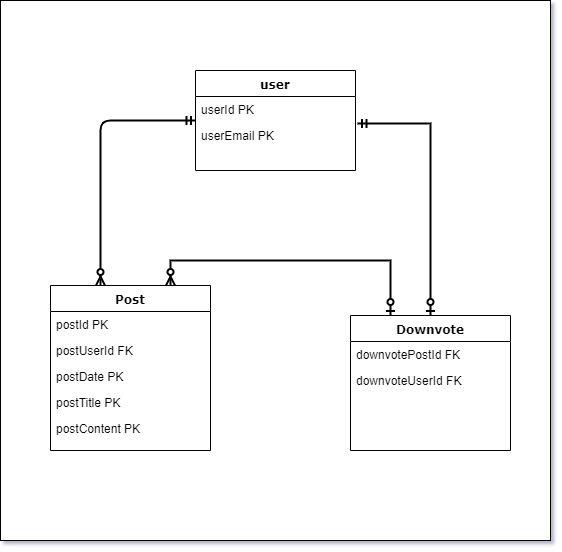 user
userId PK
userEmail PK
Post
postId PK
postUserId FK
postDate PK
postTitle PK
postContent PK
Downvote
downvotePostId FK
downvoteUserId FK